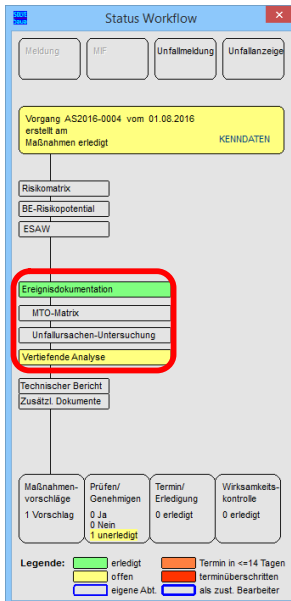 Status Workflow
Meldung MIF Unfallmeldung Unfallanzeige
Vorgang AS2016-0004 vom 01.08.2016
erstellt am
Maßnahmen erledigt KENNDATEN
Risikomatrix
BE-Risikopotential
ESAW
Ereignisdokumentation
MTO-Matrix
Unfallursachen-Untersuchung
Vertiefende Analyse
Technischer Bericht
Zusätzl. Dokumente
Maßnahmen- Prüfen/ Termin/ Wirksamkeits-
vorschläge Genehmigen Erledigung kontrolle
1 Vorschlag 0 Ja 0 erledigt 0 erledigt
0 Nein
1 unerledigt
Legende: erledigt Termin in <=14 Tagen
offen terminüberschritten
eigene Abt. als zust. Bearbeiter